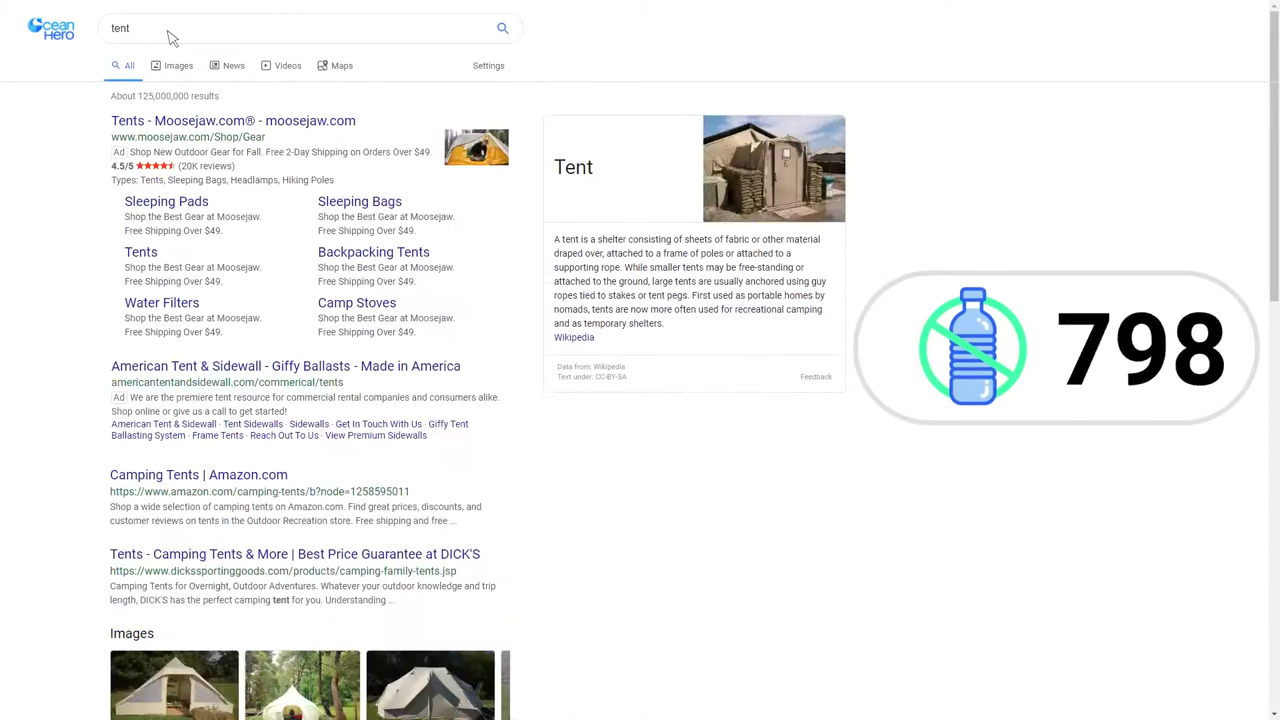 cean
Hero
tent
All
Images
News
Videos
Maps
Settings
About 125,000,000 results
Tents - Moosejaw.com® - moosejaw.com
www.moosejaw.com/Shop/Gear
Ad Shop New Outdoor Gear for Fall. Free 2-Day Shipping on Orders Over $49.
4.5/5 (20K reviews)
Types: Tents, Sleeping Bags, Headlamps, Hiking Poles
Sleeping Pads
Shop the Best Gear at Moosejaw.
Free Shipping Over $49.
Sleeping Bags
Shop the Best Gear at Moosejaw.
Free Shipping Over $49.
Tents
Shop the Best Gear at Moosejaw.
Free Shipping Over $49.
Backpacking Tents
Shop the Best Gear at Moosejaw.
Free Shipping Over $49.
Water Filters
Shop the Best Gear at Moosejaw.
Free Shipping Over $49.
Camp Stoves
Shop the Best Gear at Moosejaw.
Free Shipping Over $49.
American Tent & Sidewall - Giffy Ballasts - Made in America
americantentandsidewall.com/commerical/tents
Ad We are the premiere tent resource for commercial rental companies and consumers alike.
Shop online or give us a call to get started!
American Tent & Sidewall · Tent Sidewalls · Sidewalls · Get In Touch With Us · Giffy Tent
Ballasting System · Frame Tents · Reach Out To Us · View Premium Sidewalls
Camping Tents | Amazon.com
https://www.amazon.com/camping-tents/b?node=1258595011
Shop a wide selection of camping tents on Amazon.com. Find great prices, discounts, and
customer reviews on tents in the Outdoor Recreation store. Free shipping and free ...
Tents - Camping Tents & More | Best Price Guarantee at DICK'S
https://www.dickssportinggoods.com/products/camping-family-tents.jsp
Camping Tents for Overnight, Outdoor Adventures. Whatever your outdoor knowledge and trip
length, DICK'S has the perfect camping tent for you. Understanding ...
Images
Tent
A tent is a shelter consisting of sheets of fabric or other material
draped over, attached to a frame of poles or attached to a
supporting rope. While smaller tents may be free-standing or
attached to the ground, large tents are usually anchored using guy
ropes tied to stakes or tent pegs. First used as portable homes by
nomads, tents are now more often used for recreational camping
and as temporary shelters.
Wikipedia
Data from: Wikipedia
Text under: CC-BY-SA
Feedback
798